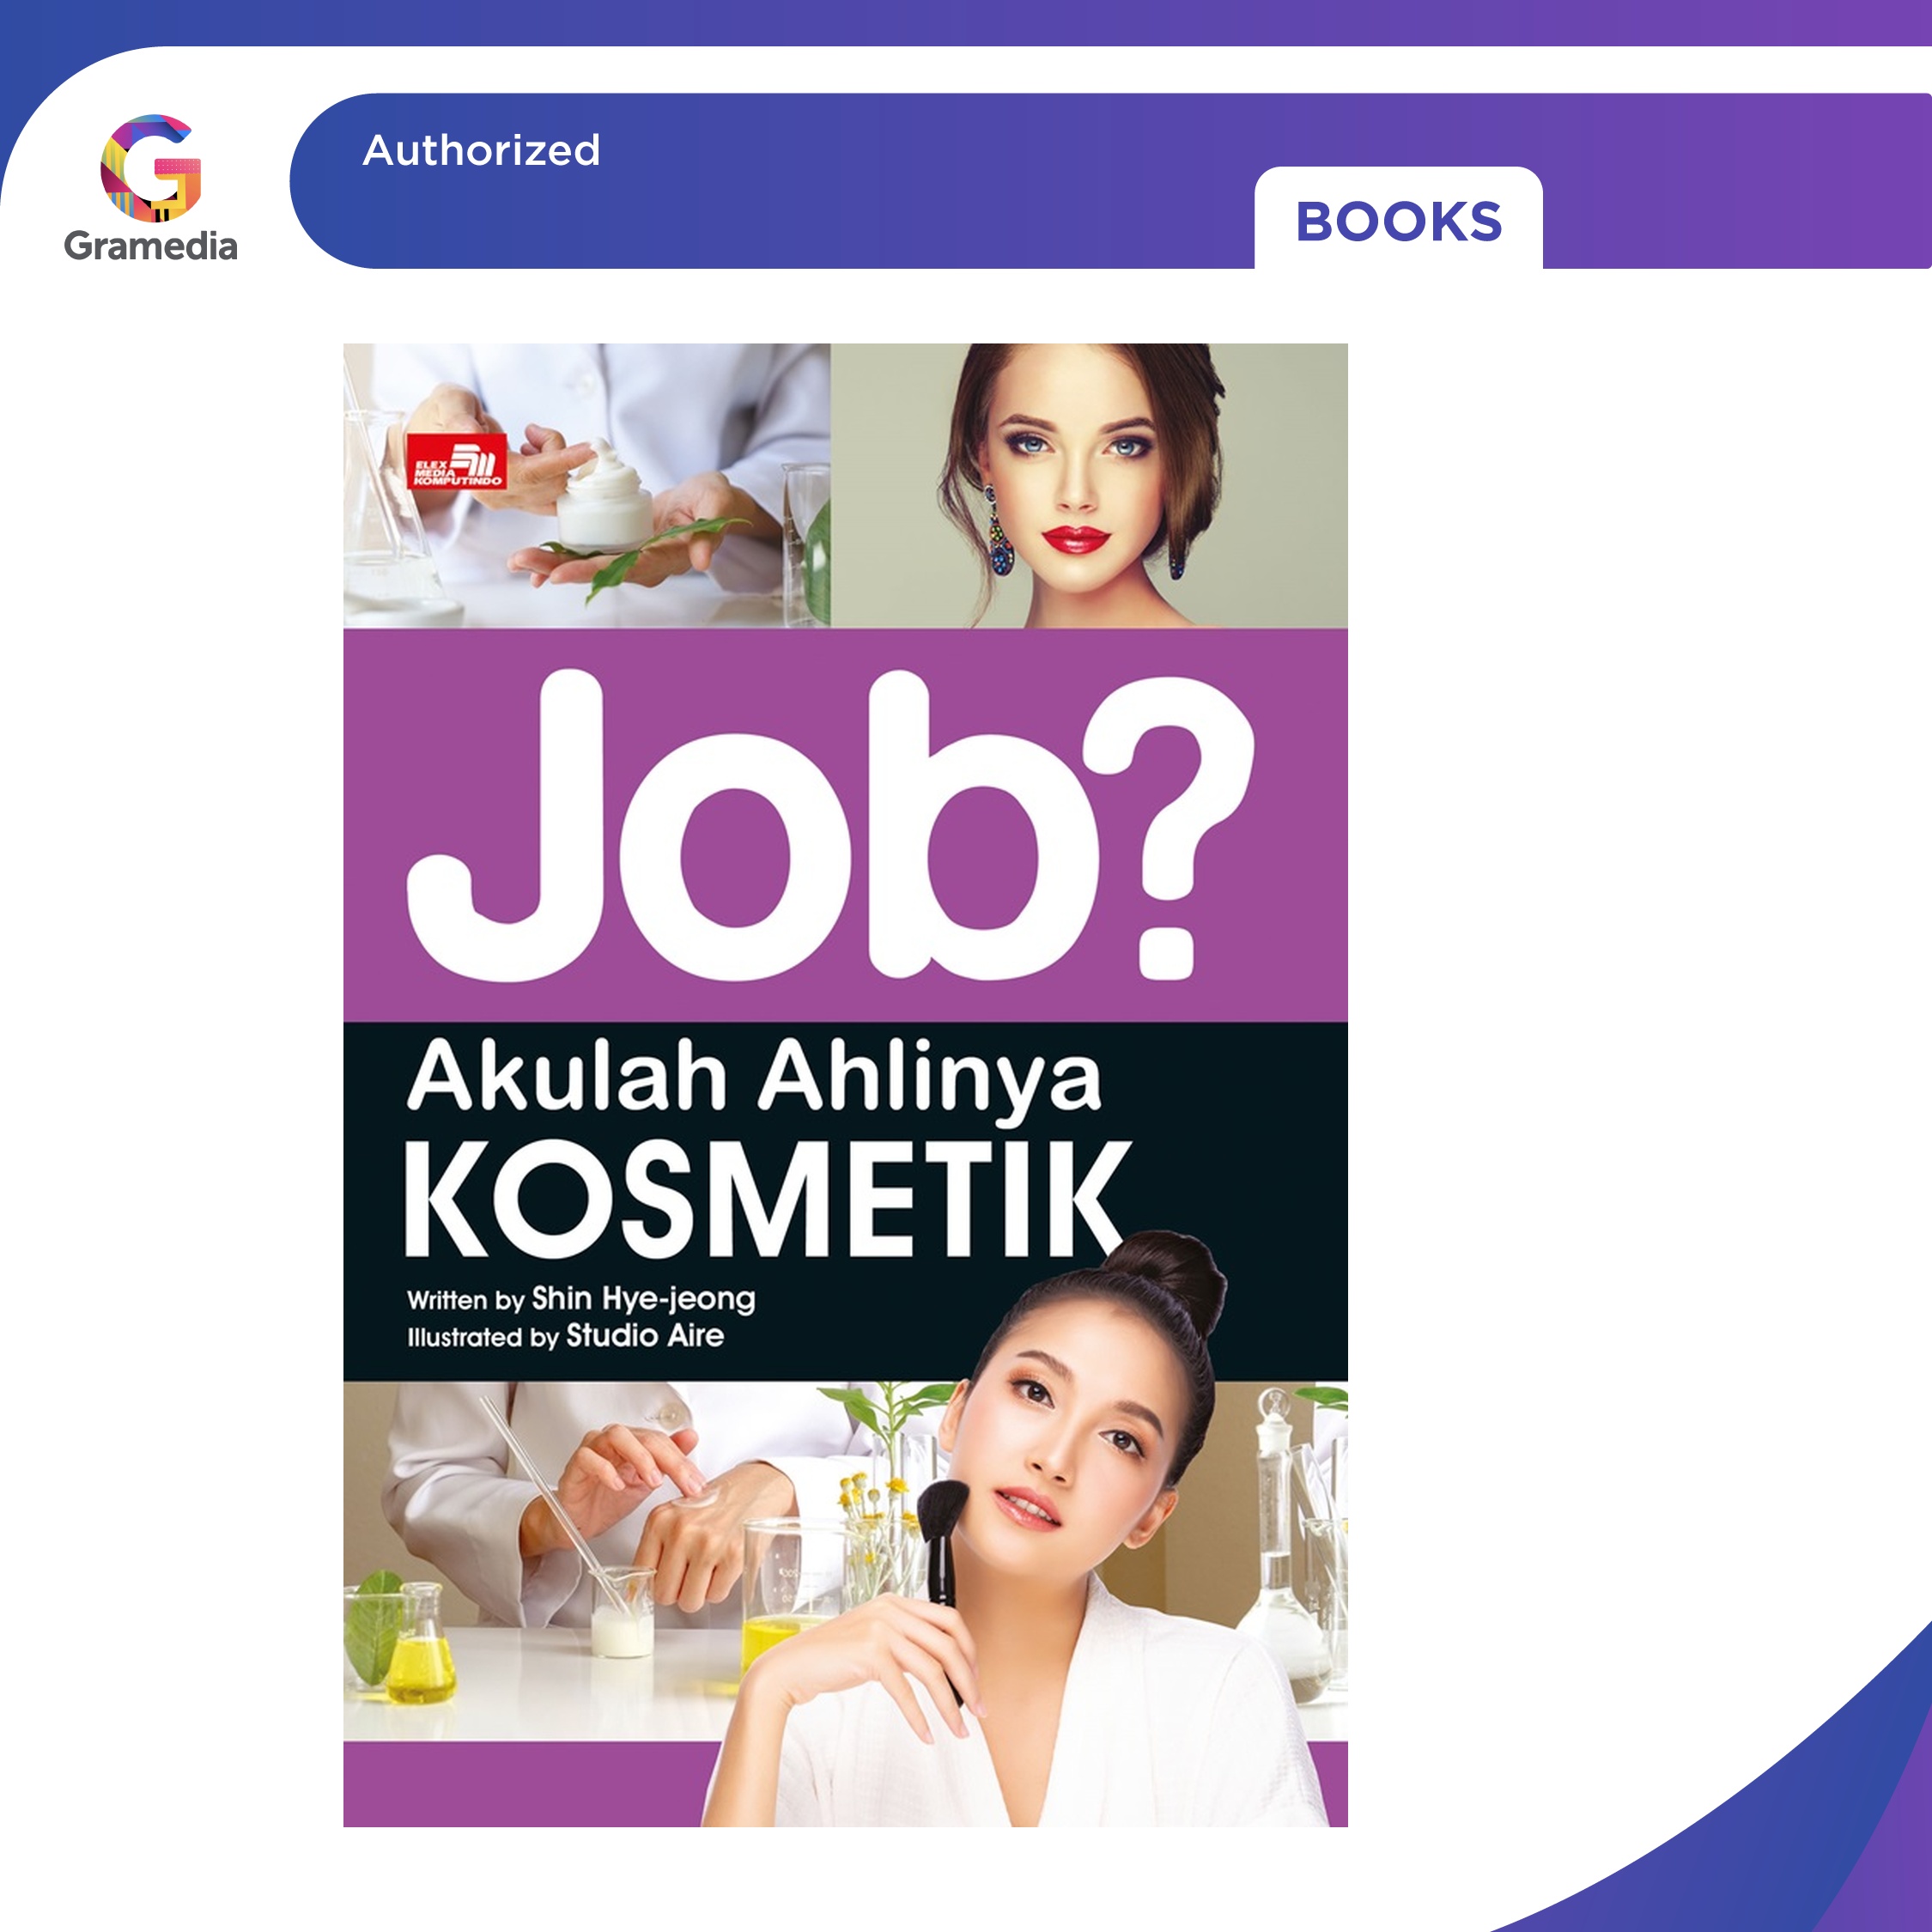 Authorized
Gramedia
BOOKS
ELEX
MEDIA
KOMPUTINDO
Job?
Akulah Ahlinya
KOSMETIK
Written by Shin Hye-jeong
Illustrated by Studio Aire